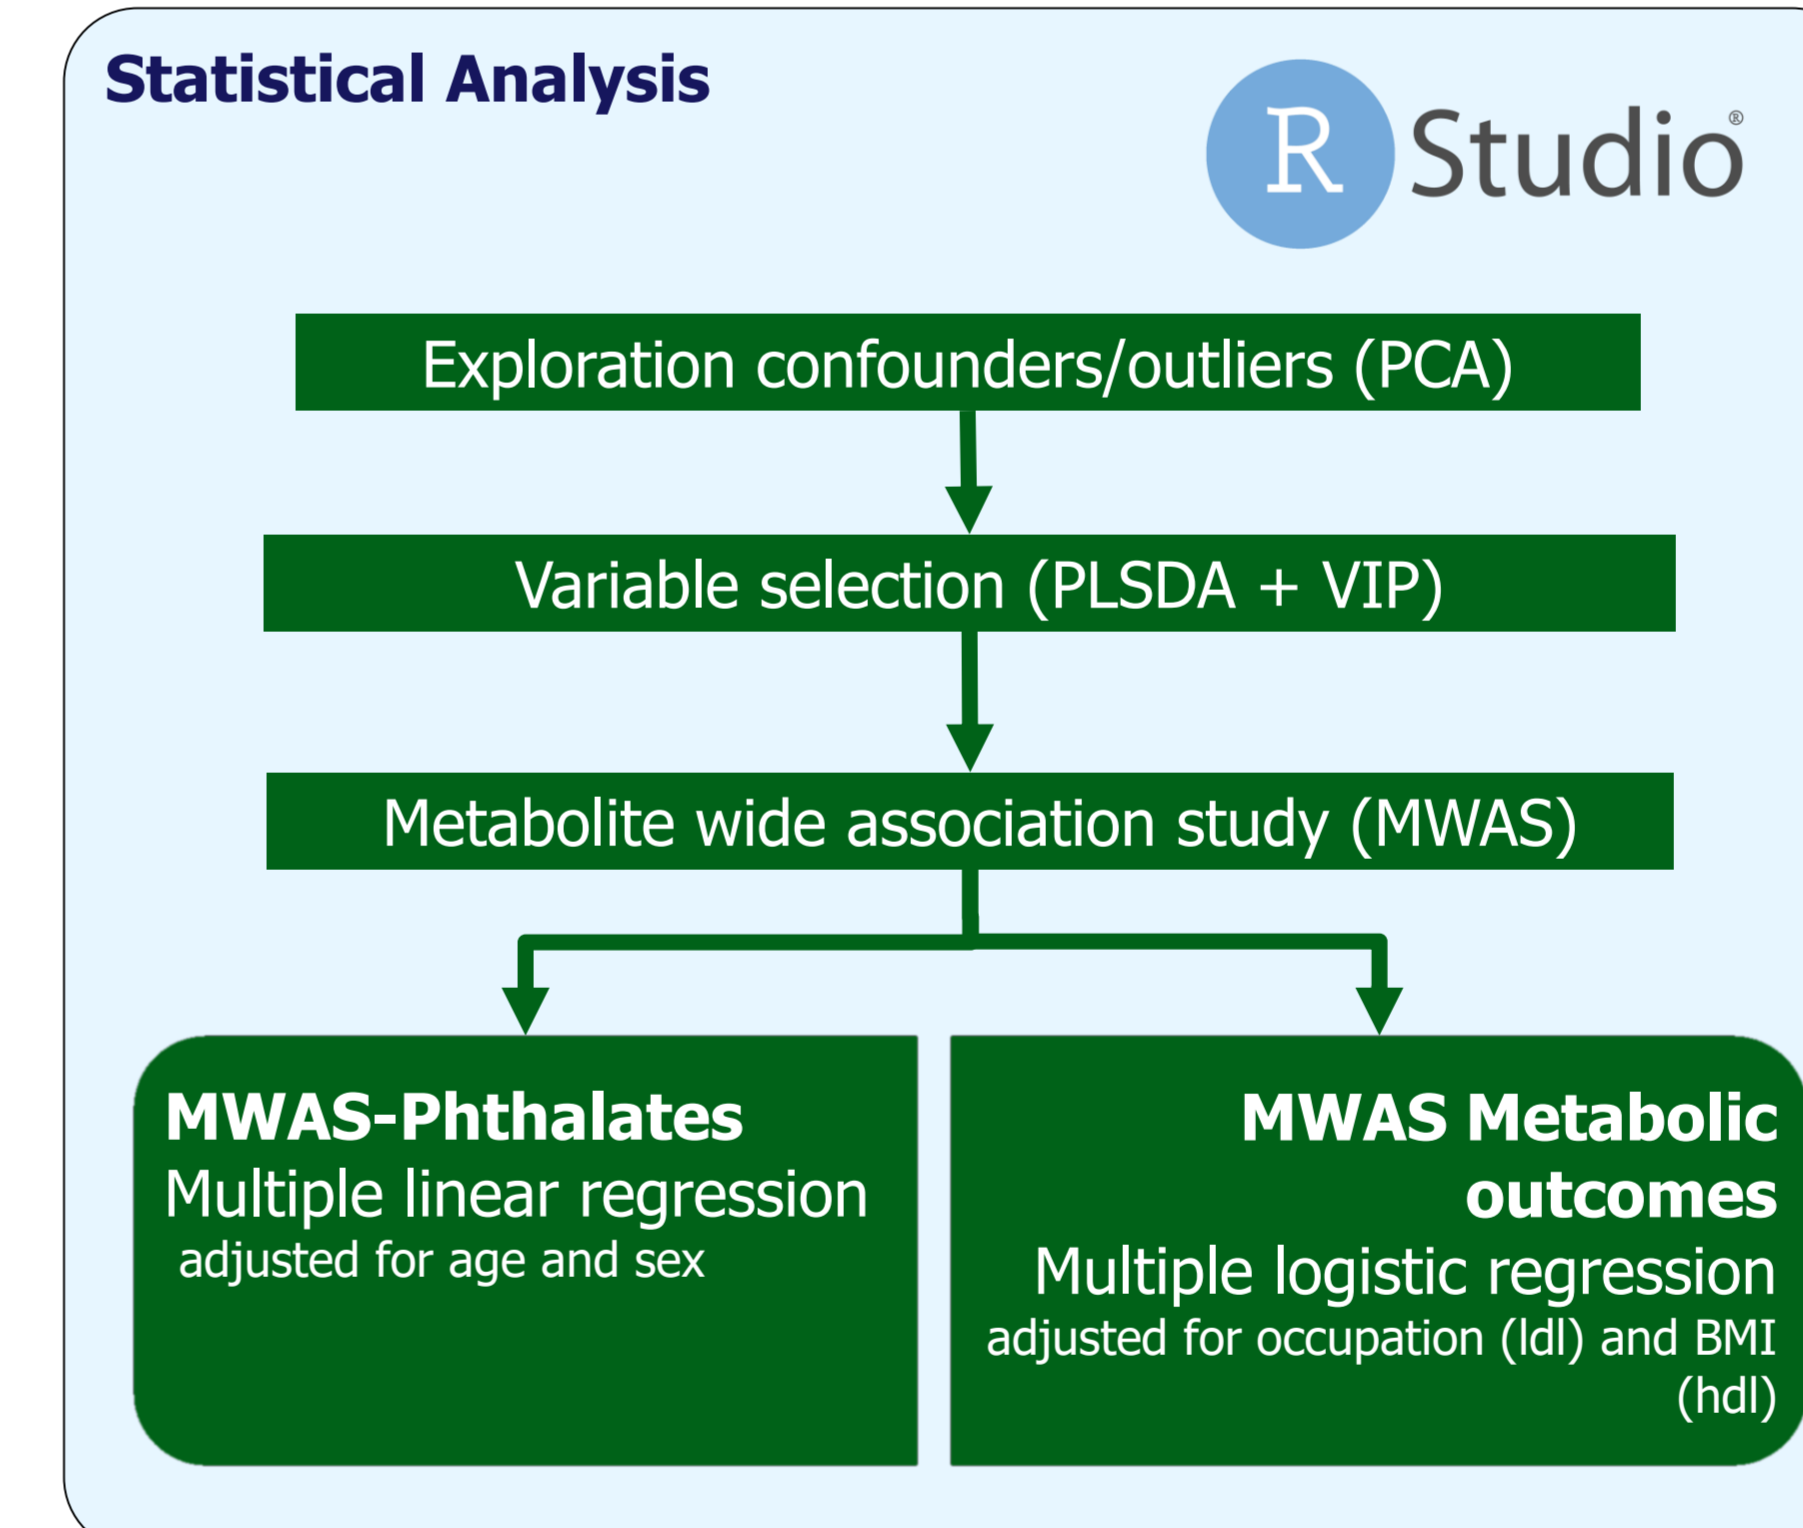 Statistical Analysis
R Studio®
Exploration confounders/outliers (PCA)
Variable selection (PLSDA + VIP)
Metabolite wide association study (MWAS)
MWAS-Phthalates
Multiple linear regression
adjusted for age and sex
MWAS Metabolic
outcomes
Multiple logistic regression
adjusted for occupation (ldl) and BMI
(hdl)